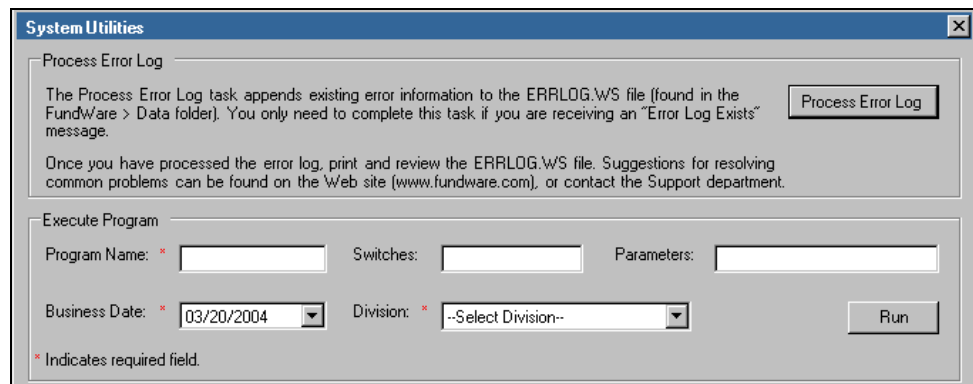 System Utilities
Process Error Log
The Process Error Log task appends existing error information to the ERRLOG.WS file (found in the
FundWare > Data folder). You only need to complete this task if you are receiving an "Error Log Exists"
message.
Process Error Log
Once you have processed the error log, print and review the ERRLOG.WS file. Suggestions for resolving
common problems can be found on the Web site (www.fundware.com), or contact the Support department.
Execute Program
Program Name: * Switches: Parameters:
Business Date: * 03/20/2004 Division: * --Select Division-- Run
* Indicates required field.